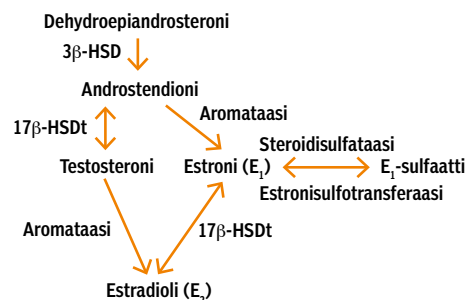 Dehydroepiandrosteroni
3β-HSD
Androstendioni
Aromataasi
17β-HSDt
Steroidisulfataasi
Testosteroni
Estroni (E₁)
E₁-sulfaatti
Estronisulfotransferaasi
Aromataasi
17β-HSDt
Estradioli (E₂)